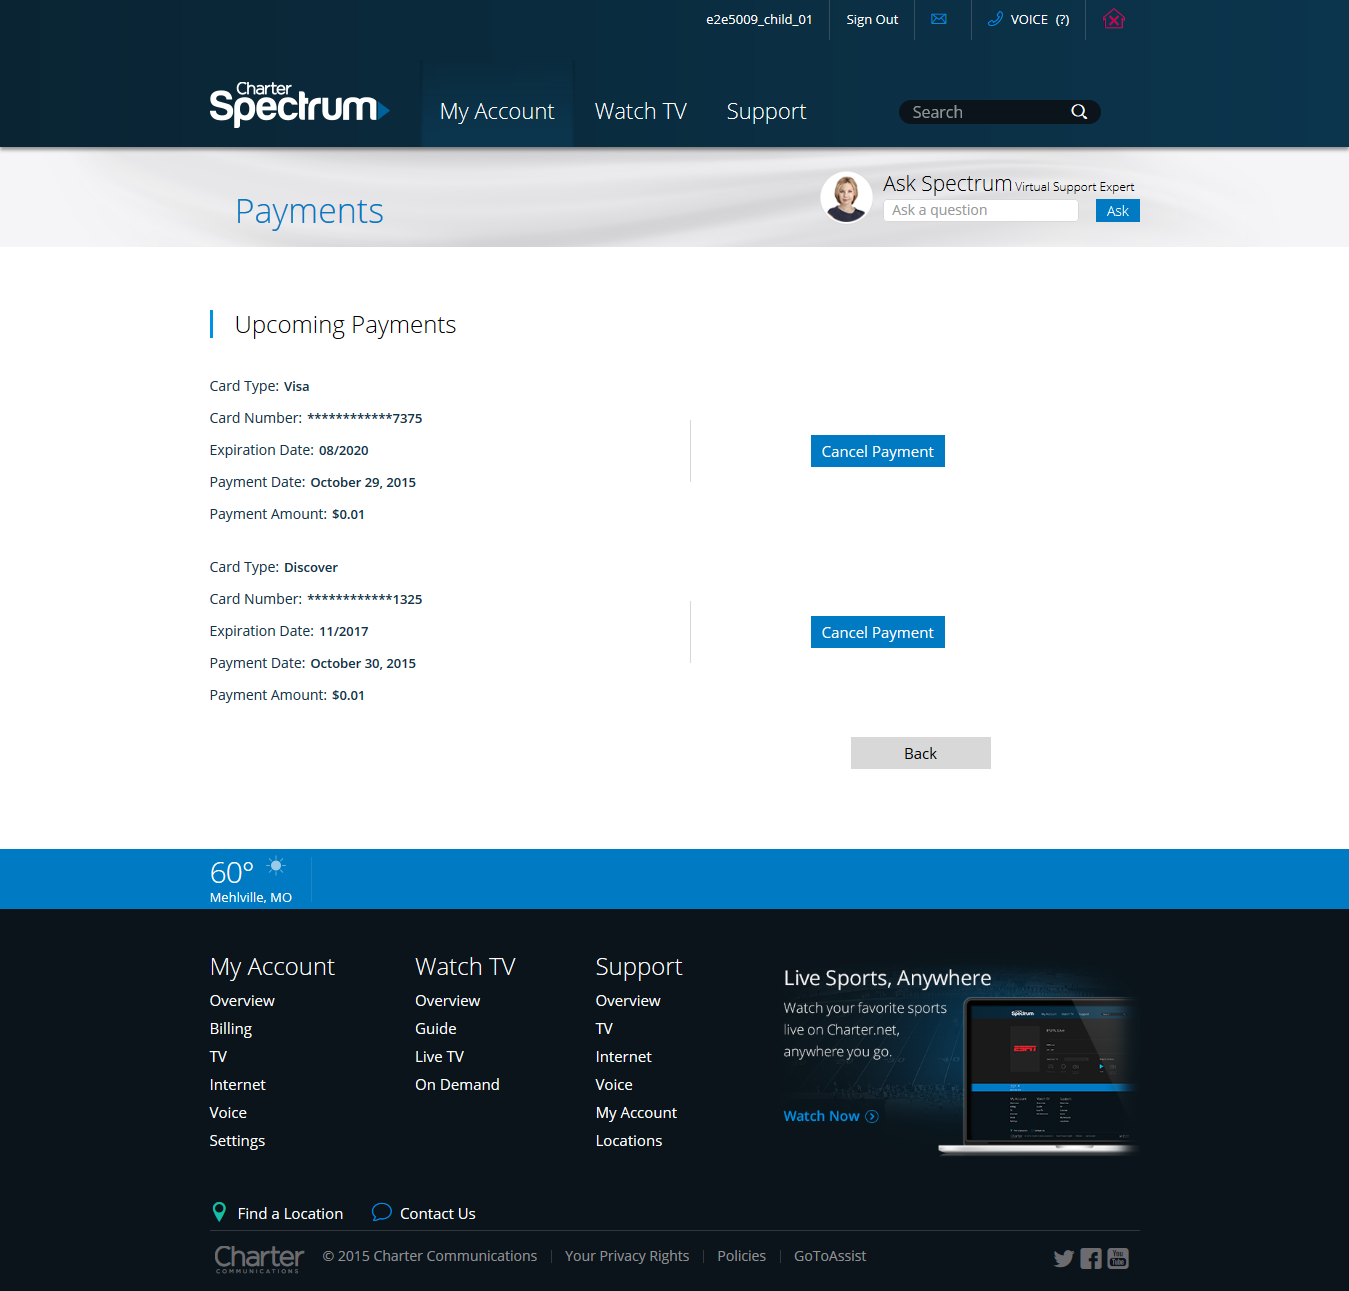 e2e5009_child_01 Sign Out VOICE (?)
Charter
Spectrum
My Account Watch TV Support Search
Payments
Ask Spectrum Virtual Support Expert
Ask a question Ask
Upcoming Payments
Card Type: Visa
Card Number: ************7375
Expiration Date: 08/2020
Payment Date: October 29, 2015
Payment Amount: $0.01
Cancel Payment
Card Type: Discover
Card Number: ************1325
Expiration Date: 11/2017
Payment Date: October 30, 2015
Payment Amount: $0.01
Cancel Payment
Back
60°
Mehlville, MO
My Account
Overview
Billing
TV
Internet
Voice
Settings
Watch TV
Overview
Guide
Live TV
On Demand
Support
Overview
TV
Internet
Voice
My Account
Locations
Live Sports, Anywhere
Watch your favorite sports
live on Charter.net,
anywhere you go.
Watch Now
Spectrum
ESPN
Find a Location Contact Us
Charter
COMMUNICATIONS
© 2015 Charter Communications Your Privacy Rights Policies GoToAssist
You
Tube